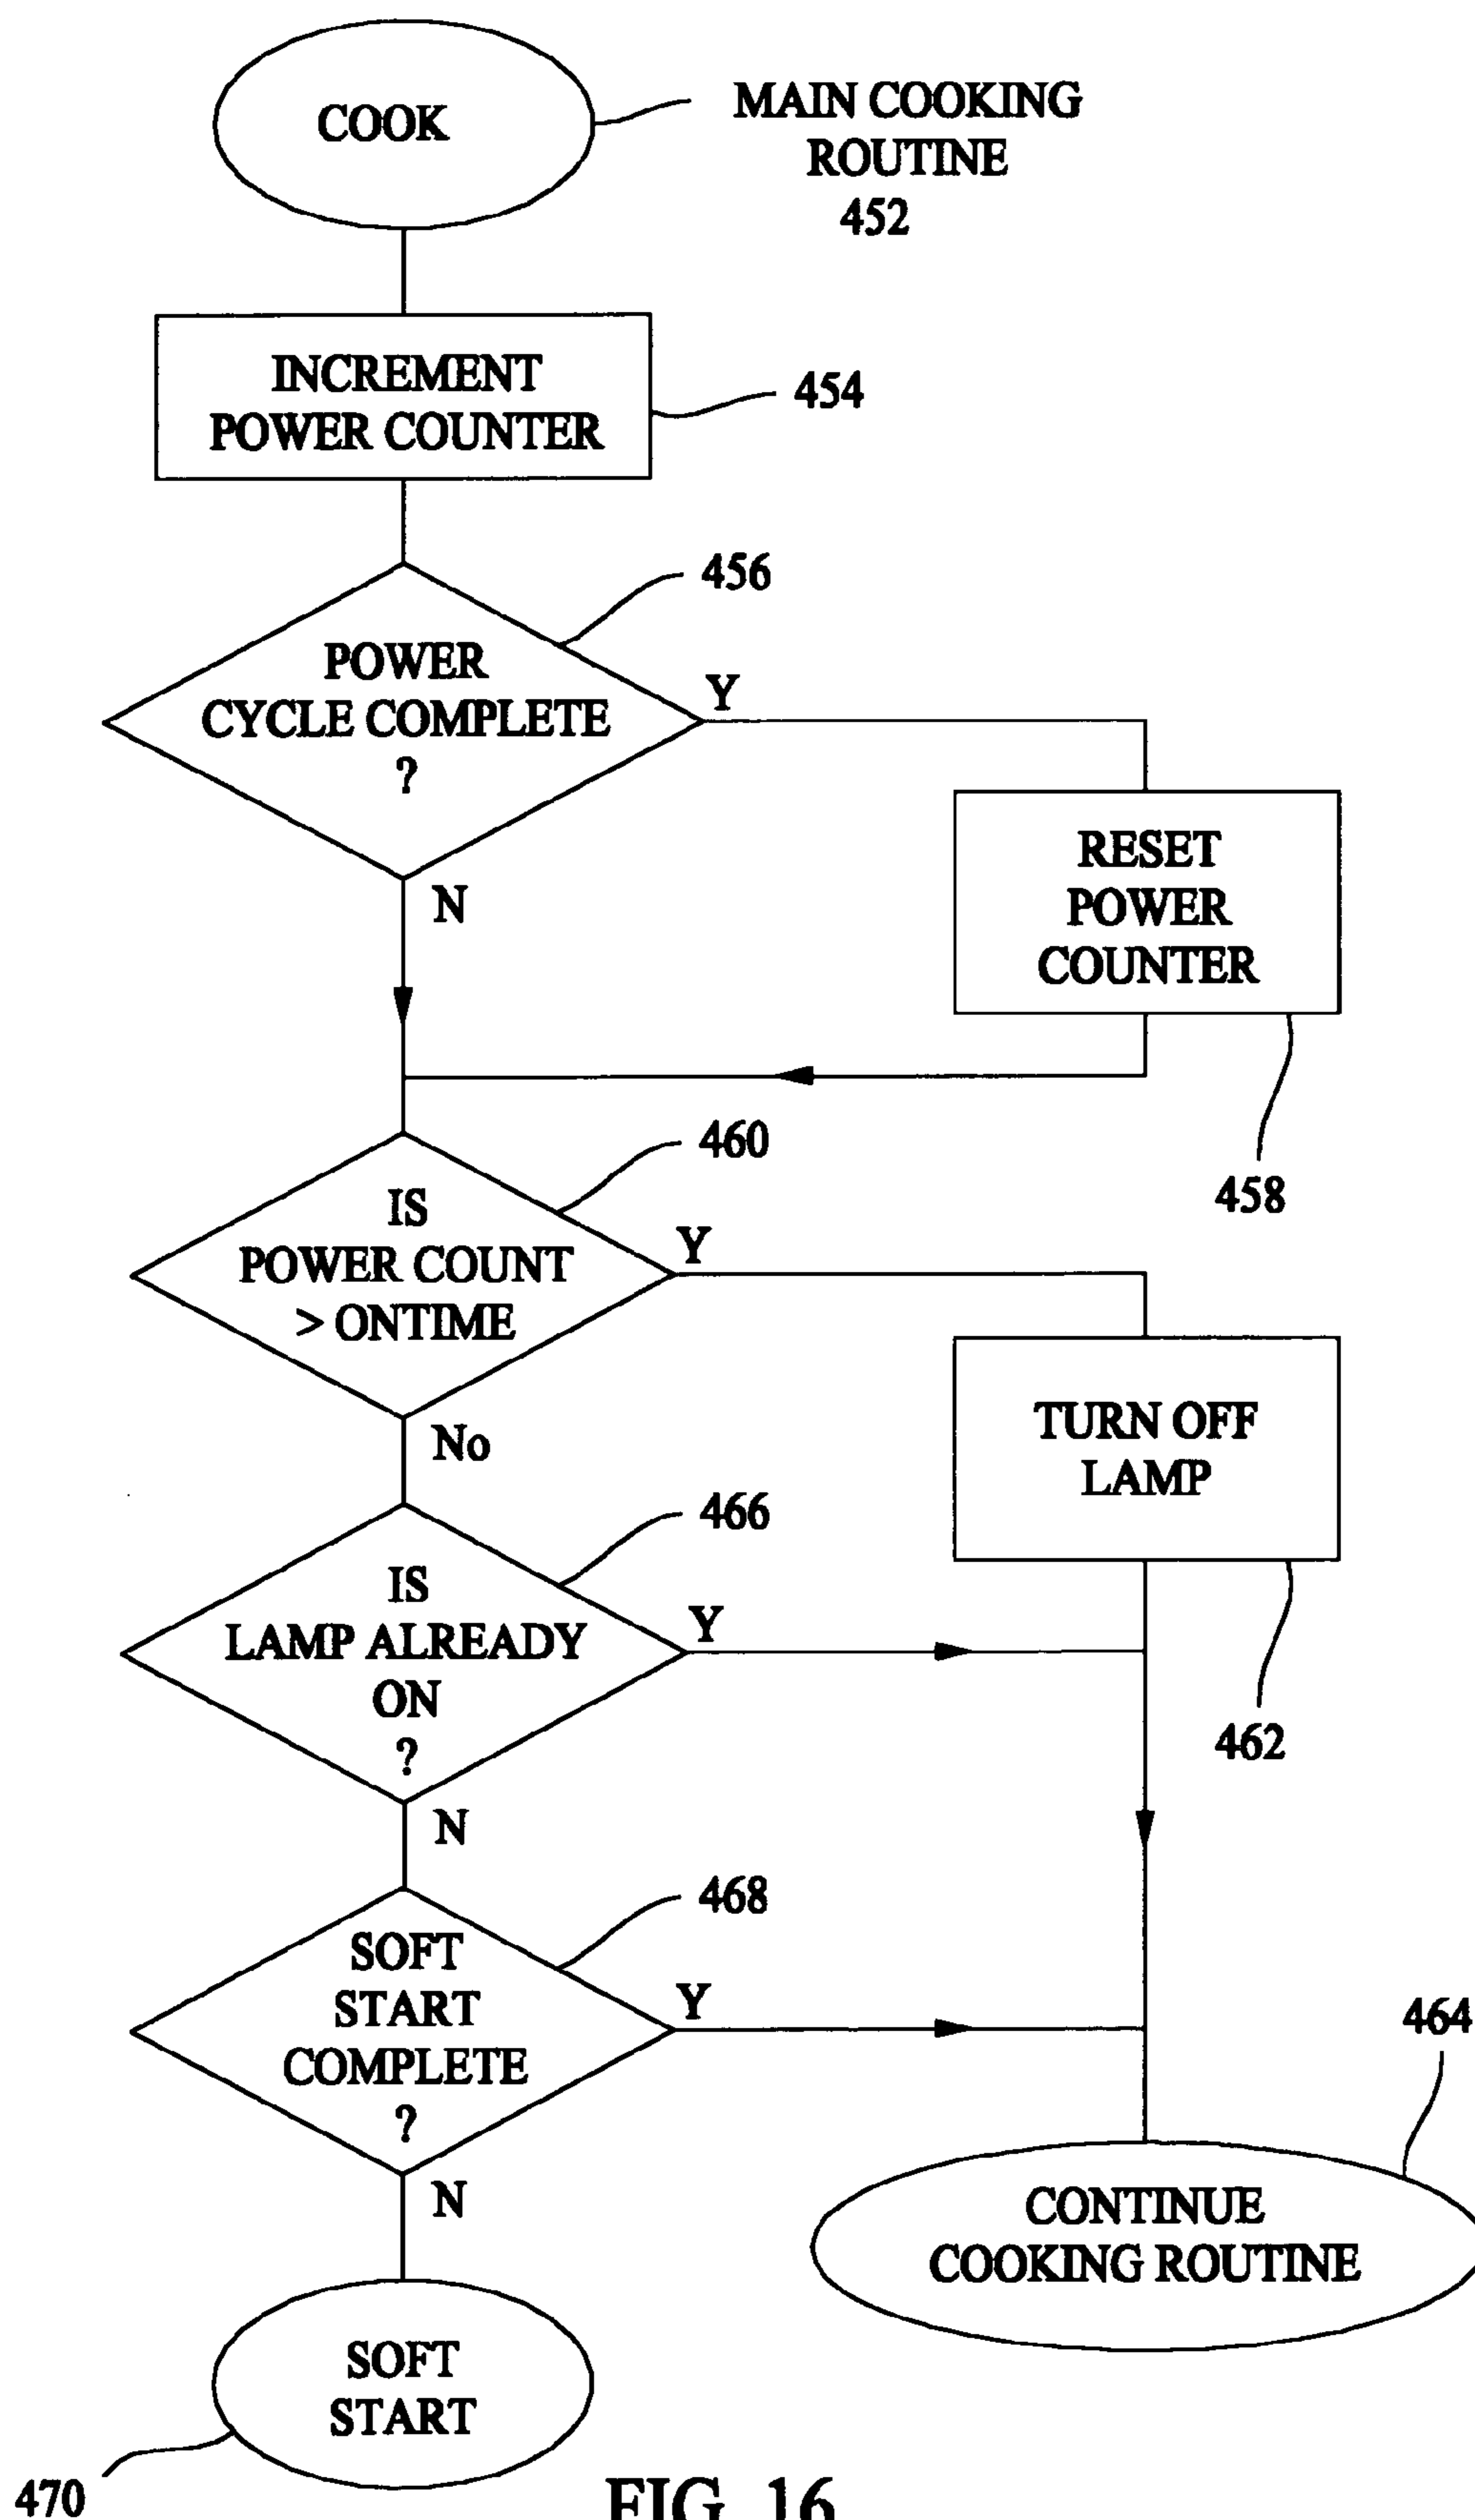 COOK
MAIN COOKING
ROUTINE
452
INCREMENT
POWER COUNTER
454
456
POWER
CYCLE COMPLETE
?
Y
N
RESET
POWER
COUNTER
458
460
IS
POWER COUNT
> ONTIME
Y
No
TURN OFF
LAMP
462
466
IS
LAMP ALREADY
ON
?
Y
N
468
SOFT
START
COMPLETE
?
Y
N
464
CONTINUE
COOKING ROUTINE
SOFT
START
470
FIG. 16